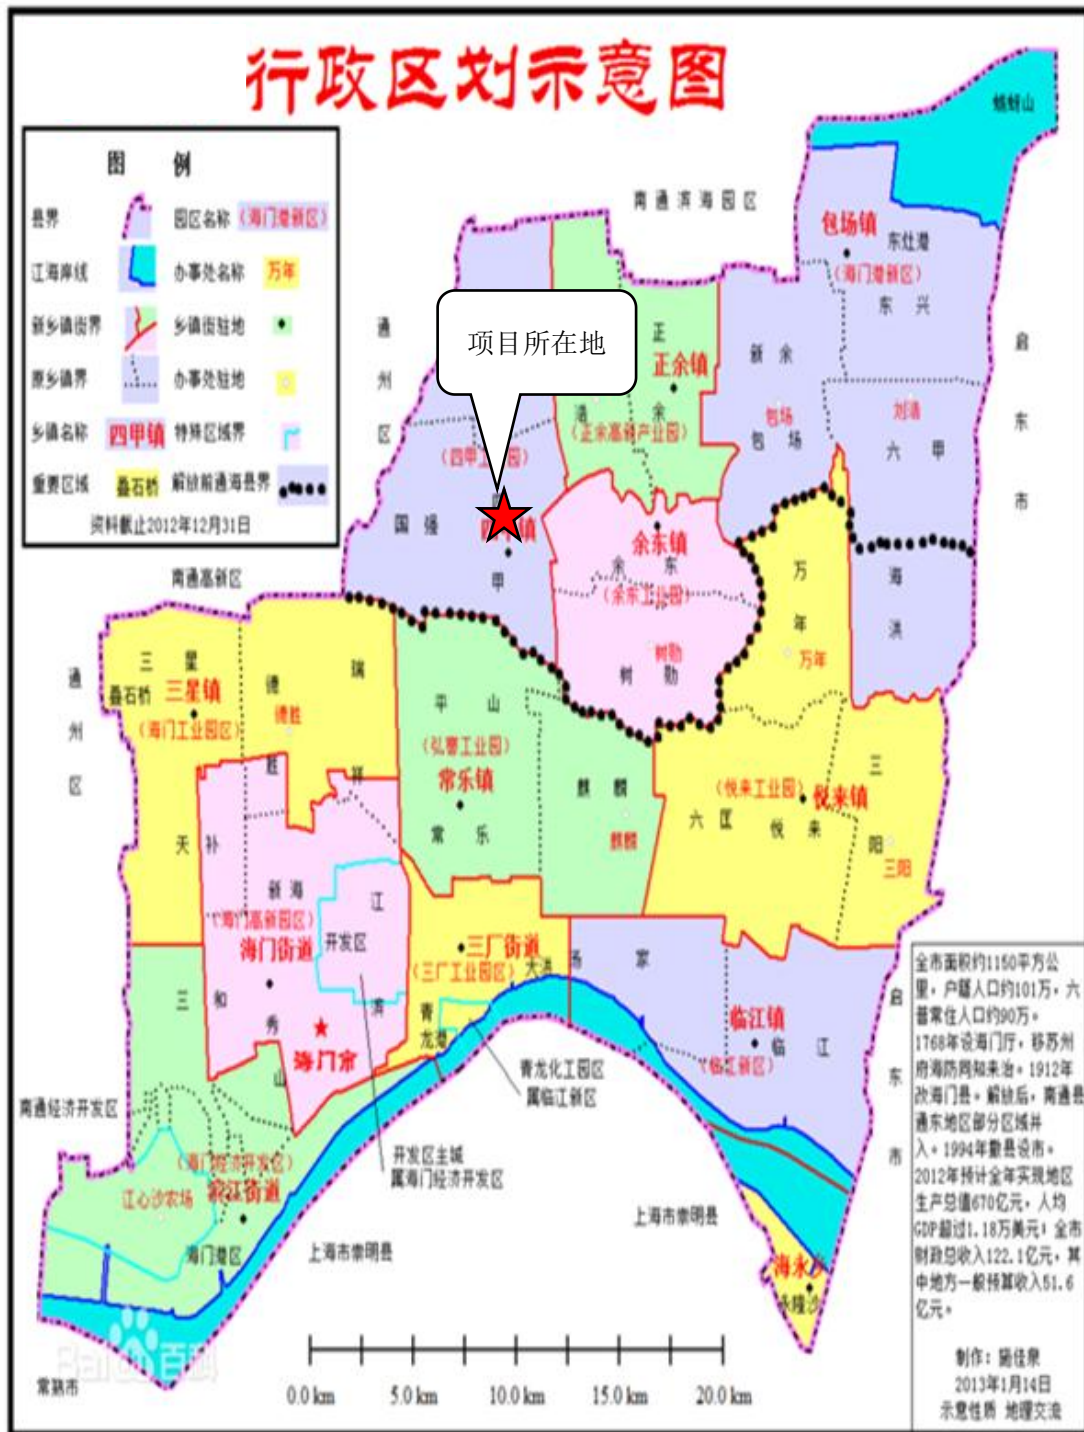 行政区划示意图
图 例
县界
园区名称 (海门港新区)
江海岸线
办事处名称 万年
新乡镇街界
乡镇街驻地
原乡镇界
办事处驻地
乡镇名称 四甲镇 特殊区域界
重要区域 叠石桥 解放前通海县界
资料截止2012年12月31日
南通滨海园区
蛎蚜山
包场镇
东灶港
(海门港新区)
东 兴
通州区
项目所在地
正余镇
正余
(正余高新产业园)
新 余
包场
包 场
刘浩
六 甲
启东市
(四甲工业园)
国 强
四甲镇
甲
余东镇
余 东
(余东工业园)
树勋
树 勋
万年
万年
海洪
南通高新区
通州区
三 星
叠石桥
三星镇
(海门工业园区)
德胜
德胜
瑞祥
平 山
(弘謇工业园)
常乐镇
常 乐
麒 麟
麒麟
(悦来工业园)
悦来镇
六 匡 悦 来
三阳
三阳
天 补
新 海
(海门高新园区)
海门街道
江滨
开发区
三厂街道
(三厂工业园区)
大洪
汤 家
三 和
秀山
海门市
青龙港
临江镇
临 江
(临江新区)
启东市
青龙化工园区
属临江新区
开发区主城
属海门经济开发区
南通经济开发区
(海门经济开发区)
江心沙农场
滨江街道
海门港区
上海市崇明县
上海市崇明县
海永乡
永隆沙
常熟市
Bai 百科
0.0 km 5.0 km 10.0 km 15.0 km 20.0 km
全市面积约1150平方公
里，户籍人口约101万，六
普常住人口约90万。
1768年设海门厅，移苏州
府海防同知来治。1912年
改海门县。解放后，南通县
通东地区部分区域并
入。1994年撤县设市。
2012年预计全年实现地区
生产总值670亿元，人均
GDP超过1.18万美元；全市
财政总收入122.1亿元，其
中地方一般预算收入51.6
亿元。
制作：施佳泉
2013年1月14日
示意性质 地理交流